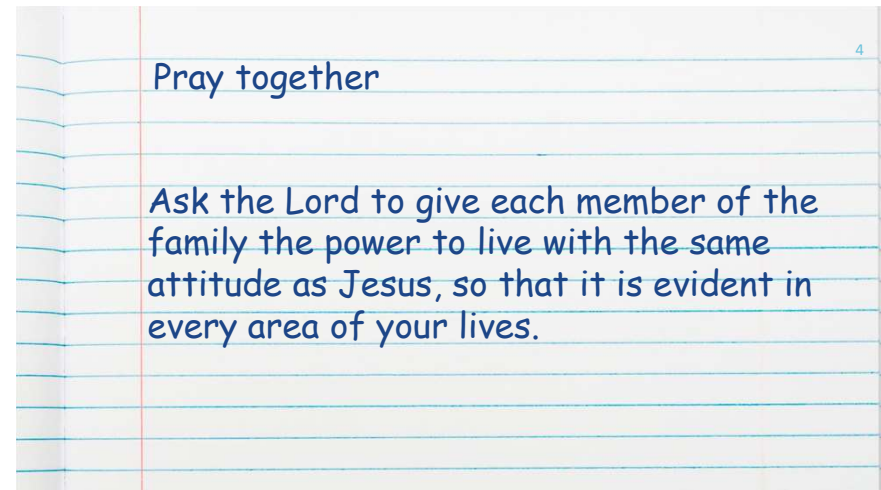 4
Pray together
Ask the Lord to give each member of the
family the power to live with the same
attitude as Jesus, so that it is evident in
every area of your lives.